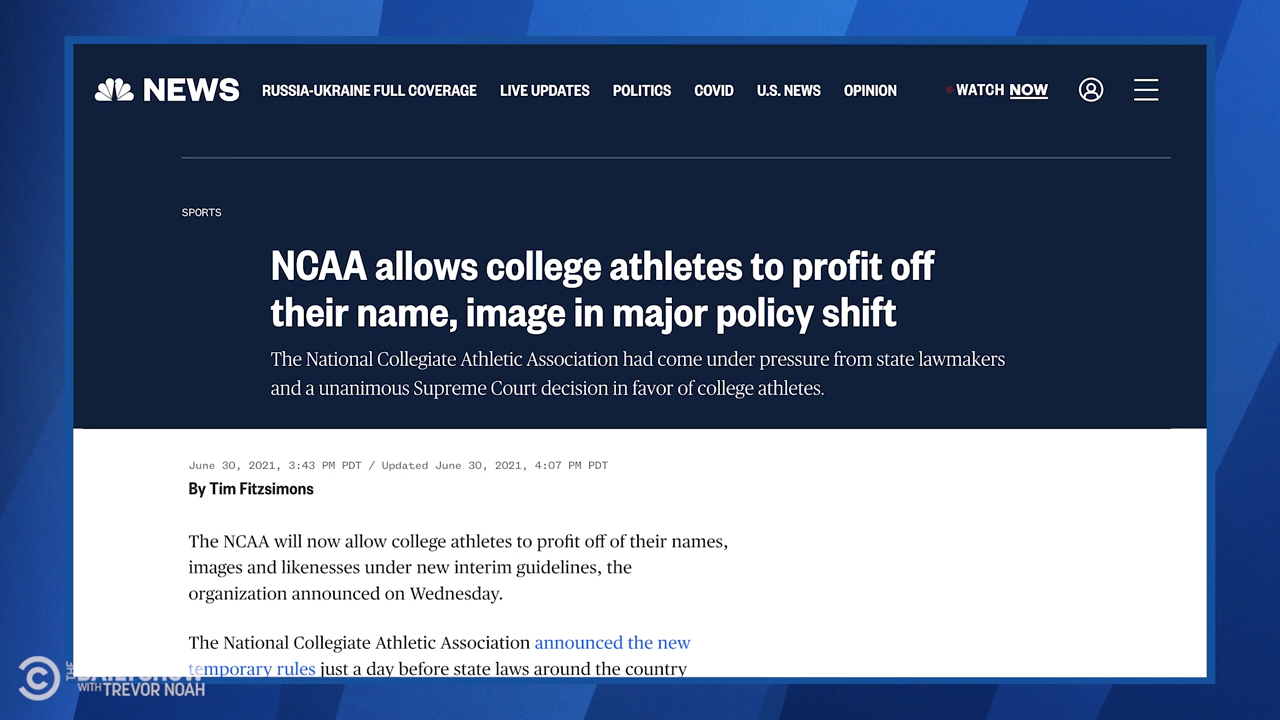 NEWS RUSSIA-UKRAINE FULL COVERAGE LIVE UPDATES POLITICS COVID U.S. NEWS OPINION WATCH NOW
SPORTS
NCAA allows college athletes to profit off
their name, image in major policy shift
The National Collegiate Athletic Association had come under pressure from state lawmakers
and a unanimous Supreme Court decision in favor of college athletes.
June 30, 2021, 3:43 PM PDT / Updated June 30, 2021, 4:07 PM PDT
By Tim Fitzsimons
The NCAA will now allow college athletes to profit off of their names,
images and likenesses under new interim guidelines, the
organization announced on Wednesday.
The National Collegiate Athletic Association announced the new
temporary rules just a day before state laws around the country
THE
DAILY SHOW
WITH TREVOR NOAH